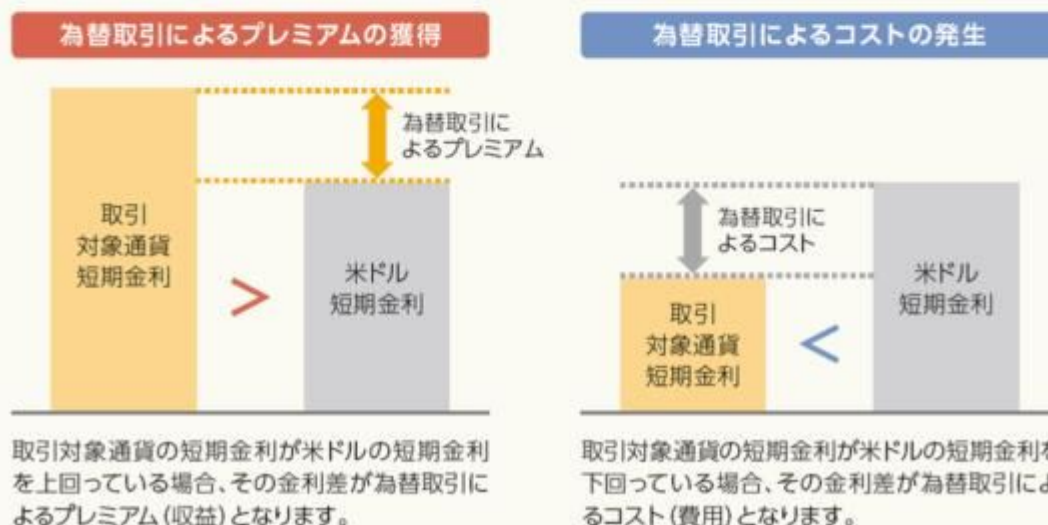 為替取引によるプレミアムの獲得
為替取引に
よるプレミアム
取引
対象通貨
短期金利
>
米ドル
短期金利
取引対象通貨の短期金利が米ドルの短期金利
を上回っている場合、その金利差が為替取引に
よるプレミアム(収益)となります。
為替取引によるコストの発生
為替取引に
よるコスト
取引
対象通貨
短期金利
<
米ドル
短期金利
取引対象通貨の短期金利が米ドルの短期金利を
下回っている場合、その金利差が為替取引によ
るコスト(費用)となります。